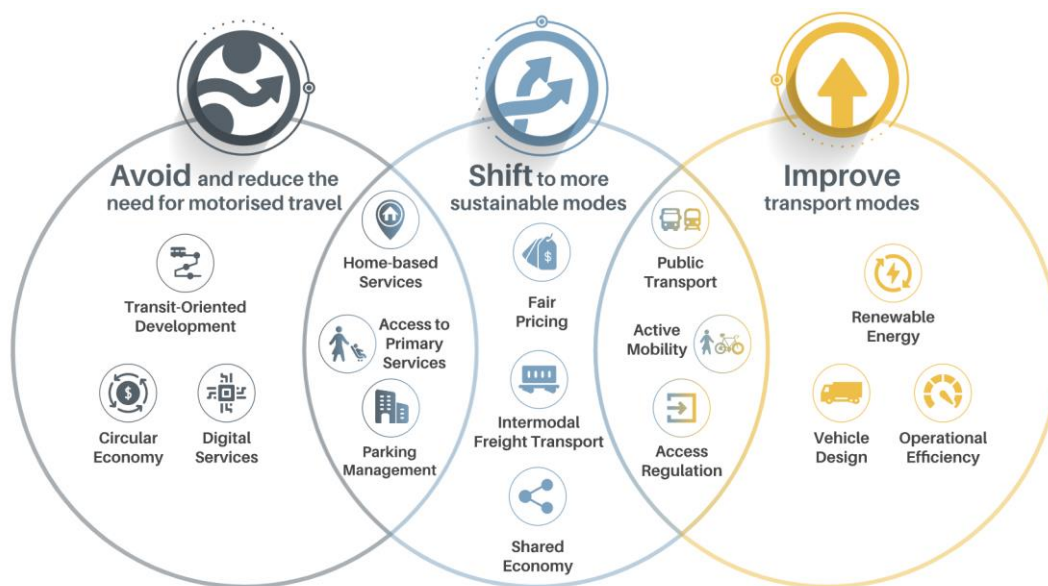 Avoid and reduce the
need for motorised travel
Transit-Oriented
Development
Circular
Economy
Digital
Services
Home-based
Services
Access to
Primary
Services
Parking
Management
Shift to more
sustainable modes
$
Fair
Pricing
Intermodal
Freight Transport
Shared
Economy
Public
Transport
Active
Mobility
Access
Regulation
Improve
transport modes
Renewable
Energy
Vehicle
Design
Operational
Efficiency
$